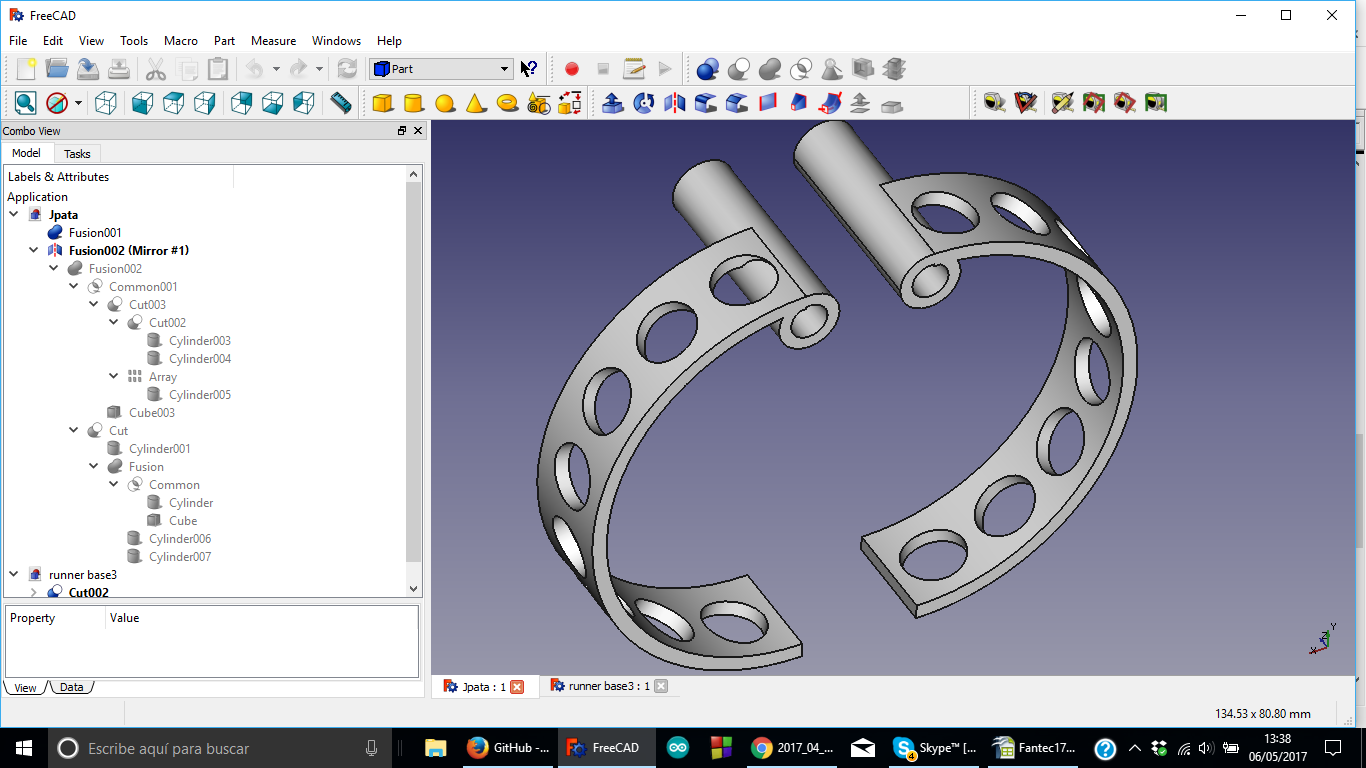 FreeCAD
File Edit View Tools Macro Part Measure Windows Help
Part
Combo View
Model Tasks
Labels & Attributes
Application
Jpata
Fusion001
Fusion002 (Mirror #1)
Fusion002
Common001
Cut003
Cut002
Cylinder003
Cylinder004
Array
Cylinder005
Cube003
Cut
Cylinder001
Fusion
Common
Cylinder
Cube
Cylinder006
Cylinder007
runner base3
Cut002
Property Value
View Data
Jpata : 1 runner base3 : 1
Y
Z
X
134.53 x 80.80 mm
Escribe aquí para buscar
GitHub -... FreeCAD 2017_04_... Skype™ [... Fantec17...
4
13:38
06/05/2017